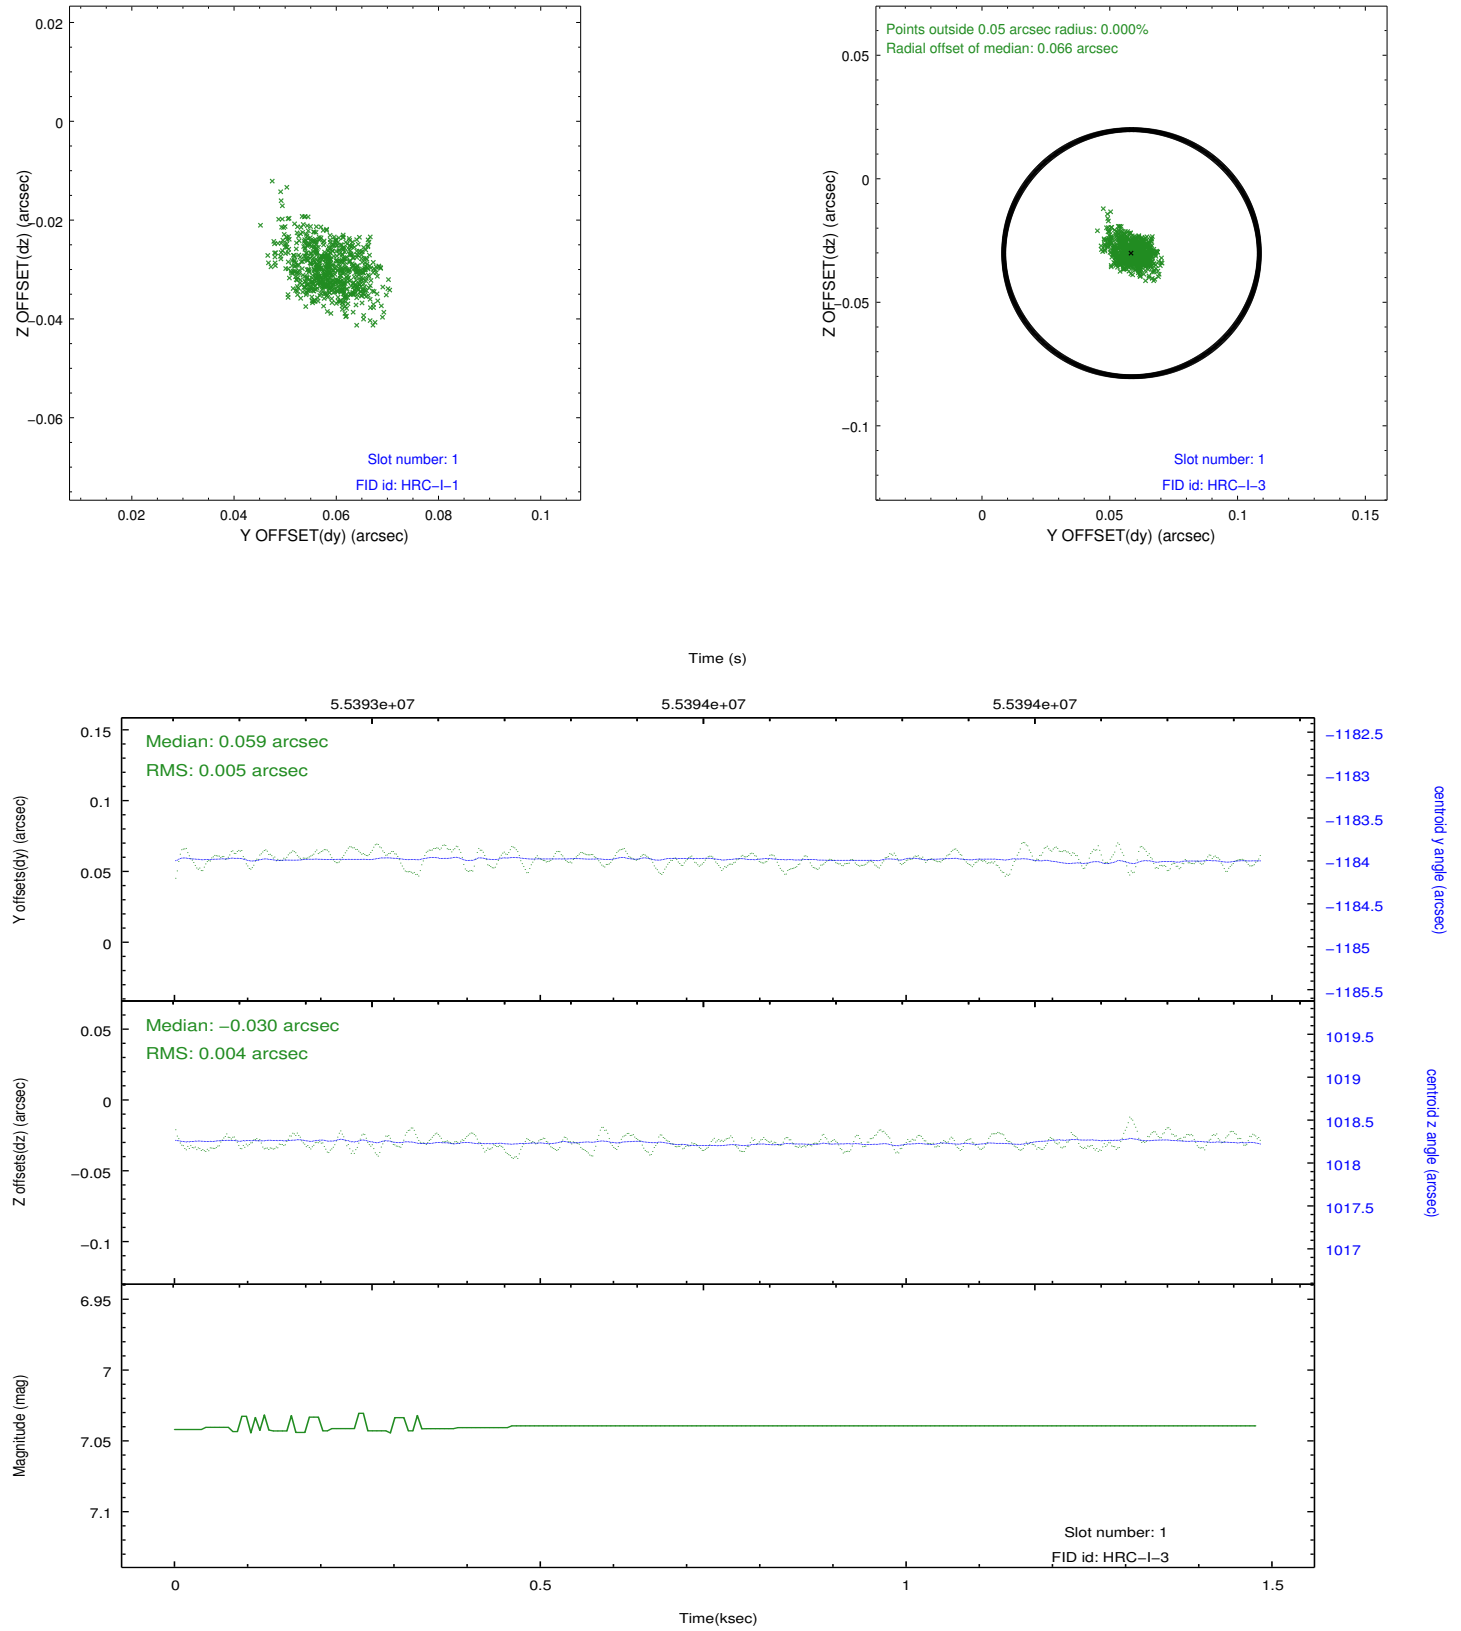 0.02
0
−0.02
−0.04
−0.06
Z OFFSET(dz) (arcsec)
Slot number: 1
FID id: HRC−I−1
0.02
0.04
0.06
0.08
0.1
Y OFFSET(dy) (arcsec)
Points outside 0.05 arcsec radius: 0.000%
Radial offset of median: 0.066 arcsec
0.05
0
−0.05
−0.1
Z OFFSET(dz) (arcsec)
Slot number: 1
FID id: HRC−I−3
0
0.05
0.1
0.15
Y OFFSET(dy) (arcsec)
Time (s)
5.5393e+07
5.5394e+07
5.5394e+07
Median: 0.059 arcsec
RMS: 0.005 arcsec
0.15
0.1
0.05
0
Y offsets(dy) (arcsec)
−1182.5
−1183
−1183.5
−1184
−1184.5
−1185
−1185.5
centroid y angle (arcsec)
Median: −0.030 arcsec
RMS: 0.004 arcsec
0.05
0
−0.05
−0.1
Z offsets(dz) (arcsec)
1019.5
1019
1018.5
1018
1017.5
1017
centroid z angle (arcsec)
6.95
7
7.05
7.1
Magnitude (mag)
Slot number: 1
FID id: HRC−I−3
0
0.5
1
1.5
Time(ksec)